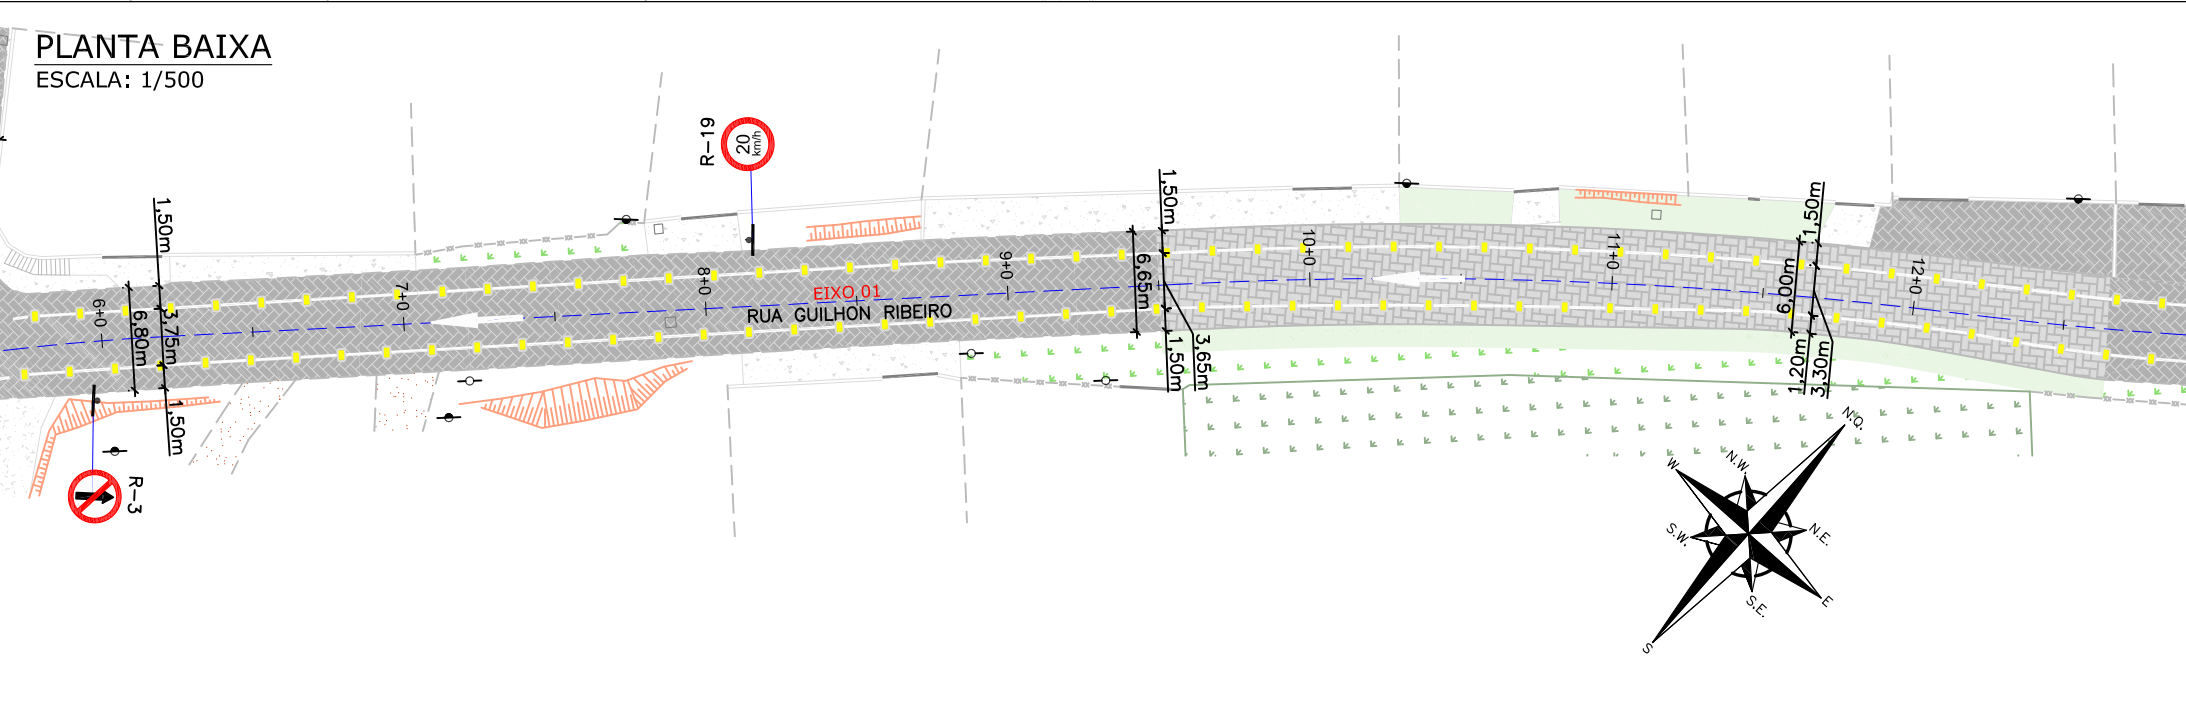 PLANTA BAIXA
ESCALA: 1/500
R-19
20
km/h
1,50m
1,50m
1,50m
6+0
7+0
8+0
9+0
10+0
11+0
12+0
6,80m
3,75m
6,65m
6,00m
EIXO 01
RUA GUILHON RIBEIRO
1,50m
1,50m
3,65m
1,20m
3,30m
R-3
N.Q.
W
N.W.
S.W.
N.E.
S.E.
E
S